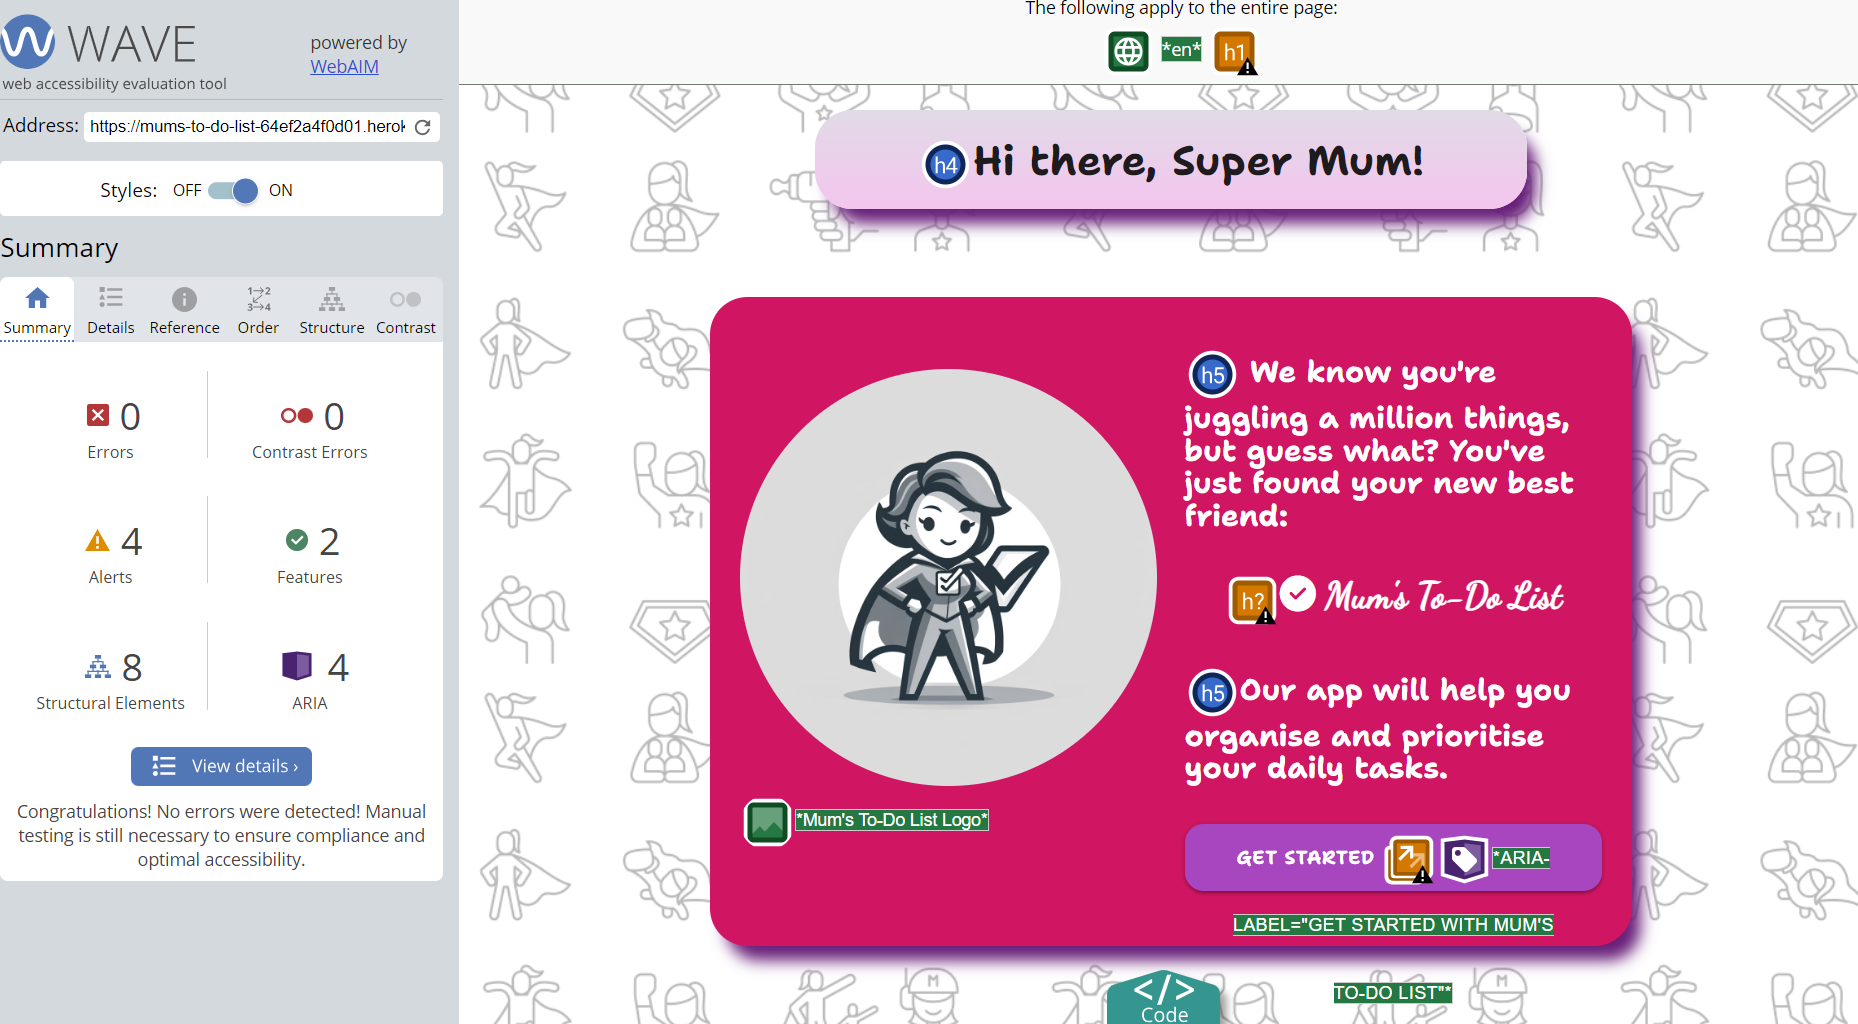 WAVE
powered by
WebAIM
web accessibility evaluation tool
Address: https://mums-to-do-list-64ef2a4f0d01.herok
Styles: OFF ON
Summary
Summary Details Reference Order Structure Contrast
1 2
3 4
0 Errors
0 Contrast Errors
4 Alerts
2 Features
8 Structural Elements
4 ARIA
View details ›
Congratulations! No errors were detected! Manual
testing is still necessary to ensure compliance and
optimal accessibility.
The following apply to the entire page:
*en* h1
h4 Hi there, Super Mum!
h5 We know you're
juggling a million things,
but guess what? You've
just found your new best
friend:
h? Mum's To-Do List
h5 Our app will help you
organise and prioritise
your daily tasks.
*Mum's To-Do List Logo*
GET STARTED *ARIA-
LABEL="GET STARTED WITH MUM'S
TO-DO LIST"*
</>
Code
M
M